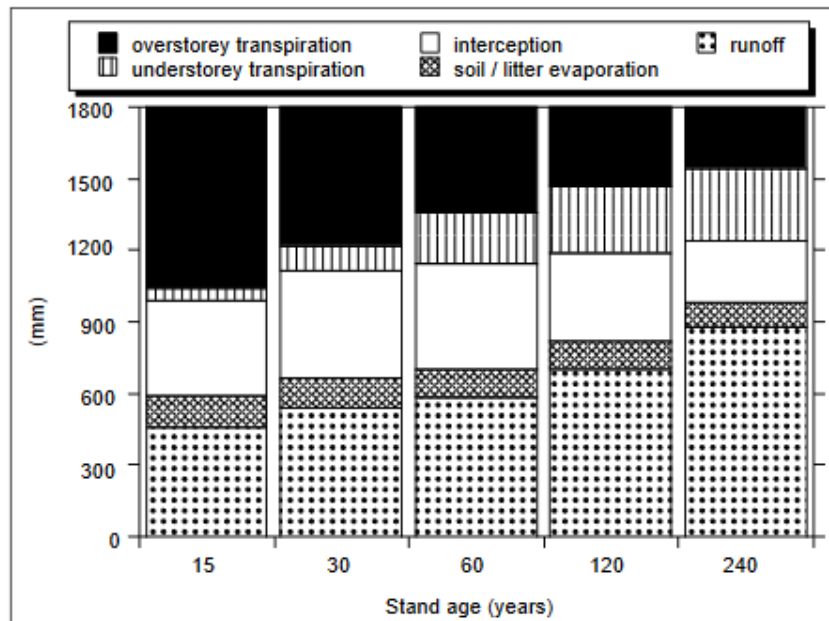 overstorey transpiration interception runoff
understorey transpiration soil / litter evaporation
1800
1500
1200
900
600
300
0
(mm)
15 30 60 120 240
Stand age (years)